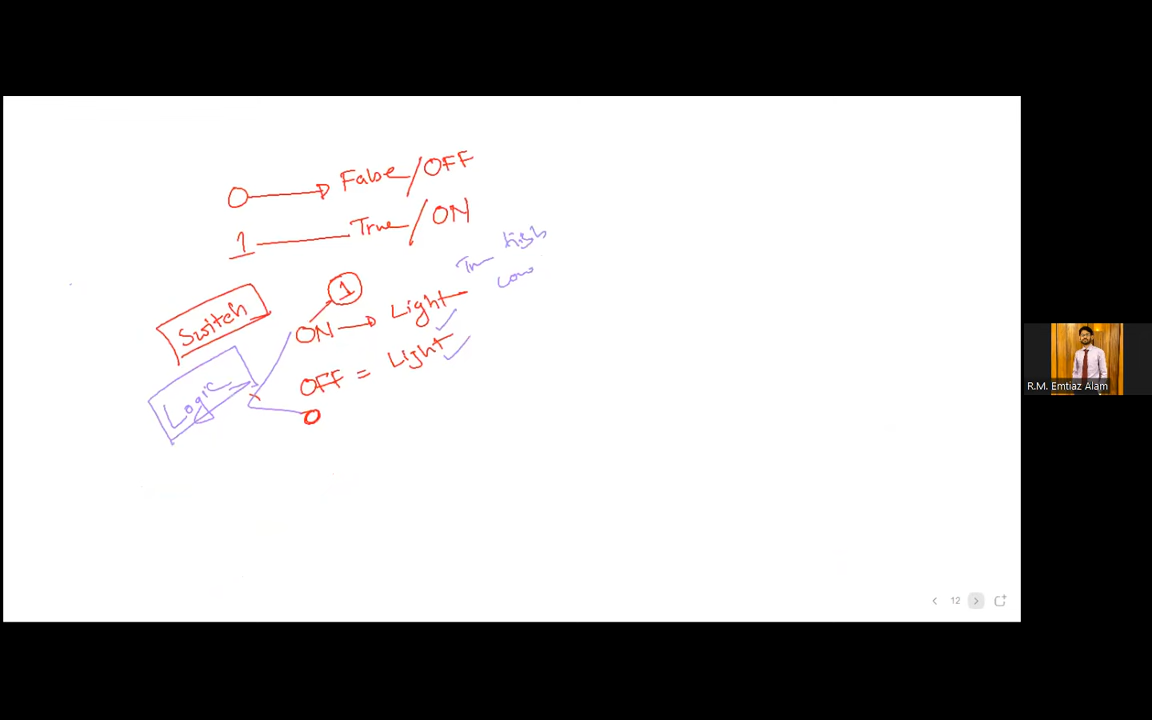 0 → False/OFF
1 — True/ON
True High
Low
1
Switch
ON → Light
OFF = Light
Logic
0
R.M. Emtiaz Alam
12